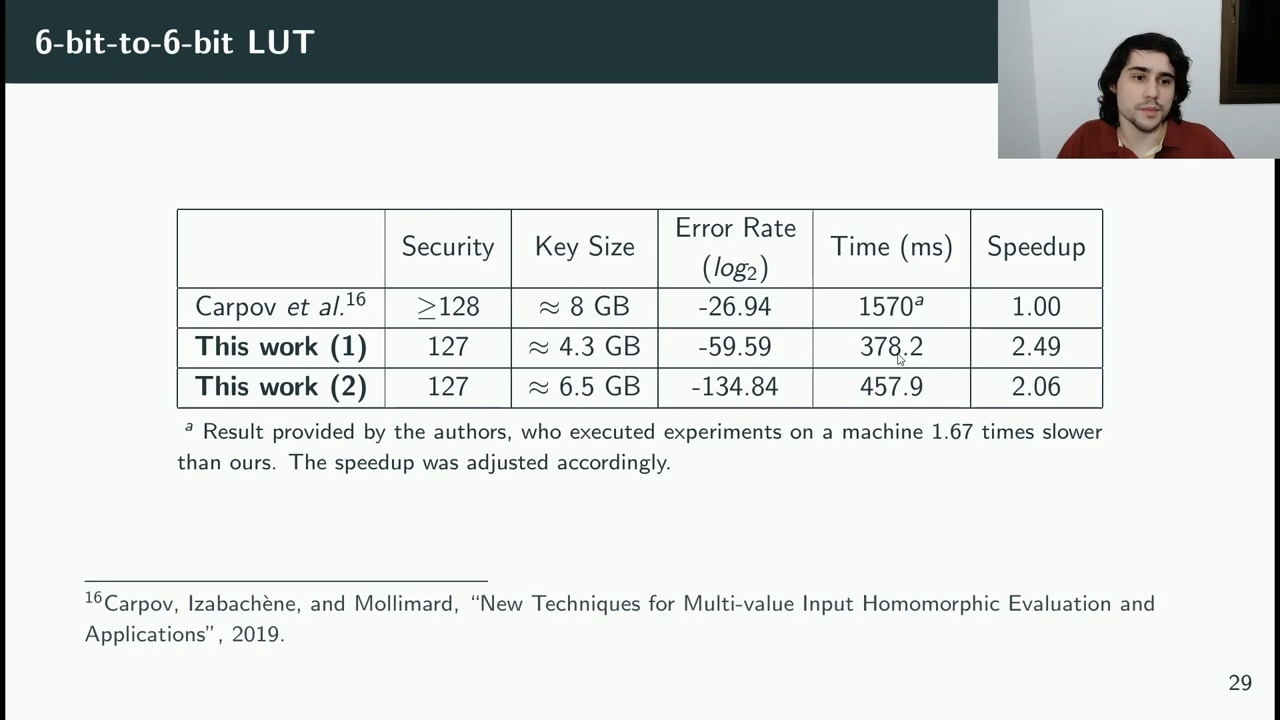 6-bit-to-6-bit LUT
Security Key Size Error Rate (log2) Time (ms) Speedup
Carpov et al.16 ≥128 ≈ 8 GB -26.94 1570a 1.00
This work (1) 127 ≈ 4.3 GB -59.59 378.2 2.49
This work (2) 127 ≈ 6.5 GB -134.84 457.9 2.06
a Result provided by the authors, who executed experiments on a machine 1.67 times slower
than ours. The speedup was adjusted accordingly.
16Carpov, Izabachène, and Mollimard, “New Techniques for Multi-value Input Homomorphic Evaluation and
Applications”, 2019.
29